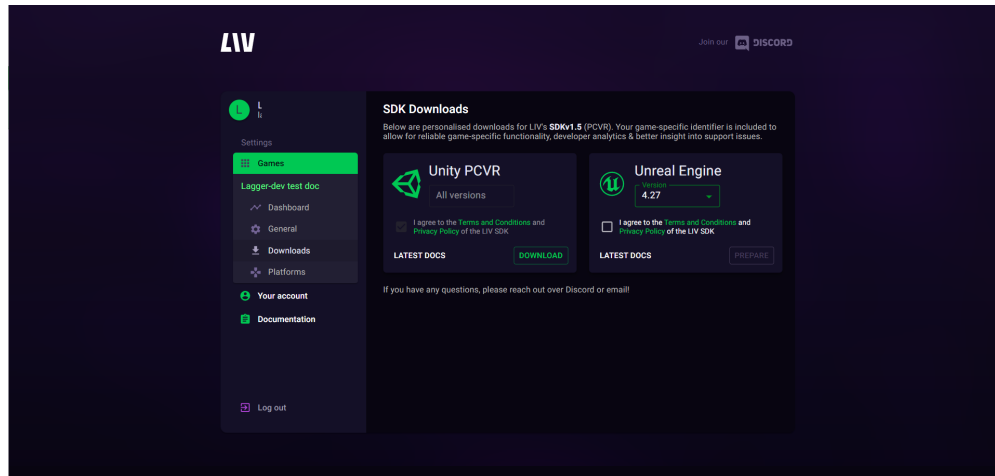 LIV
Join our DISCORD
L
L
Settings
Games
Lagger-dev test doc
Dashboard
General
Downloads
Platforms
Your account
Documentation
Log out
SDK Downloads
Below are personalised downloads for LIV's SDKv1.5 (PCVR). Your game-specific identifier is included to
allow for reliable game-specific functionality, developer analytics & better insight into support issues.
Unity PCVR
All versions
I agree to the Terms and Conditions and
Privacy Policy of the LIV SDK
LATEST DOCS
DOWNLOAD
Unreal Engine
Version
4.27
I agree to the Terms and Conditions and
Privacy Policy of the LIV SDK
LATEST DOCS
PREPARE
If you have any questions, please reach out over Discord or email!